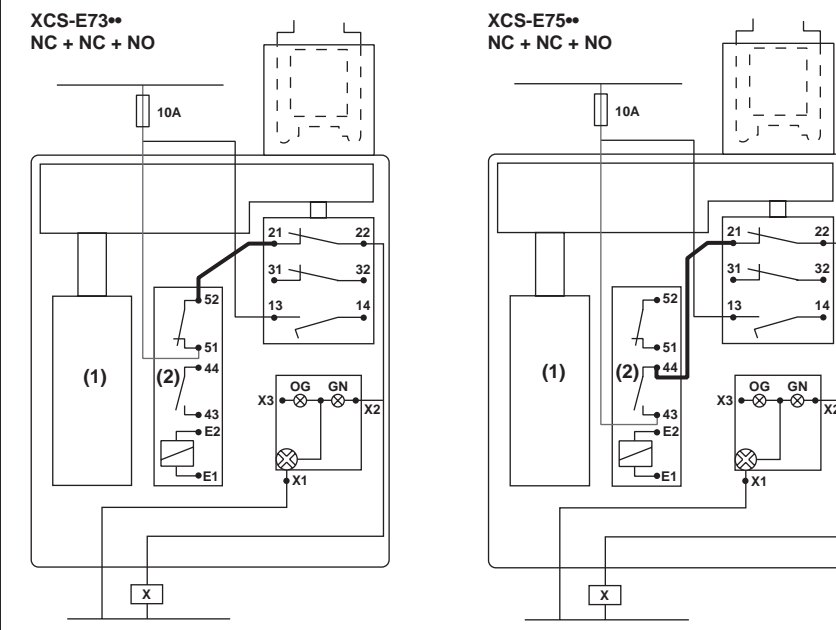 XCS-E73••
NC + NC + NO
10A
21 22
31 32
13 14
52
51
44
43
E2
E1
(1)
(2)
OG GN
X3
X2
X1
X
XCS-E75••
NC + NC + NO
10A
21 22
31 32
13 14
52
51
44
43
E2
E1
(1)
(2)
OG GN
X3
X2
X1
X